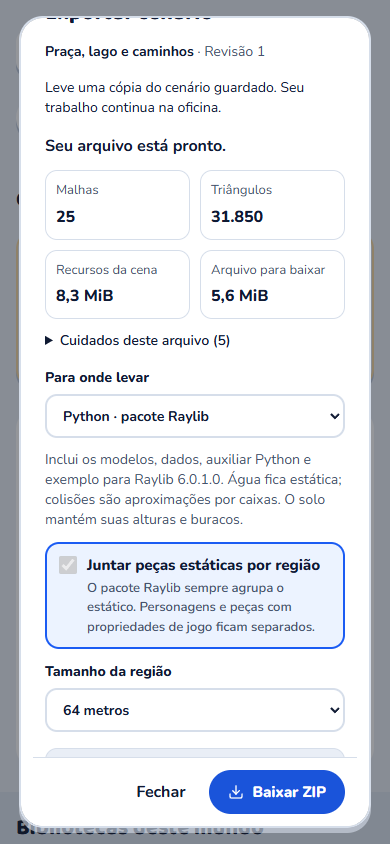 Exportar cenário
Praça, lago e caminhos · Revisão 1
Leve uma cópia do cenário guardado. Seu
trabalho continua na oficina.
Seu arquivo está pronto.
Malhas
25
Triângulos
31.850
Recursos da cena
8,3 MiB
Arquivo para baixar
5,6 MiB
Cuidados deste arquivo (5)
Para onde levar
Python · pacote Raylib
Inclui os modelos, dados, auxiliar Python e
exemplo para Raylib 6.0.1.0. Água fica estática;
colisões são aproximações por caixas. O solo
mantém suas alturas e buracos.
Juntar peças estáticas por região
O pacote Raylib sempre agrupa o
estático. Personagens e peças com
propriedades de jogo ficam separados.
Tamanho da região
64 metros
Fechar
Baixar ZIP
Bibliotecas deste mundo